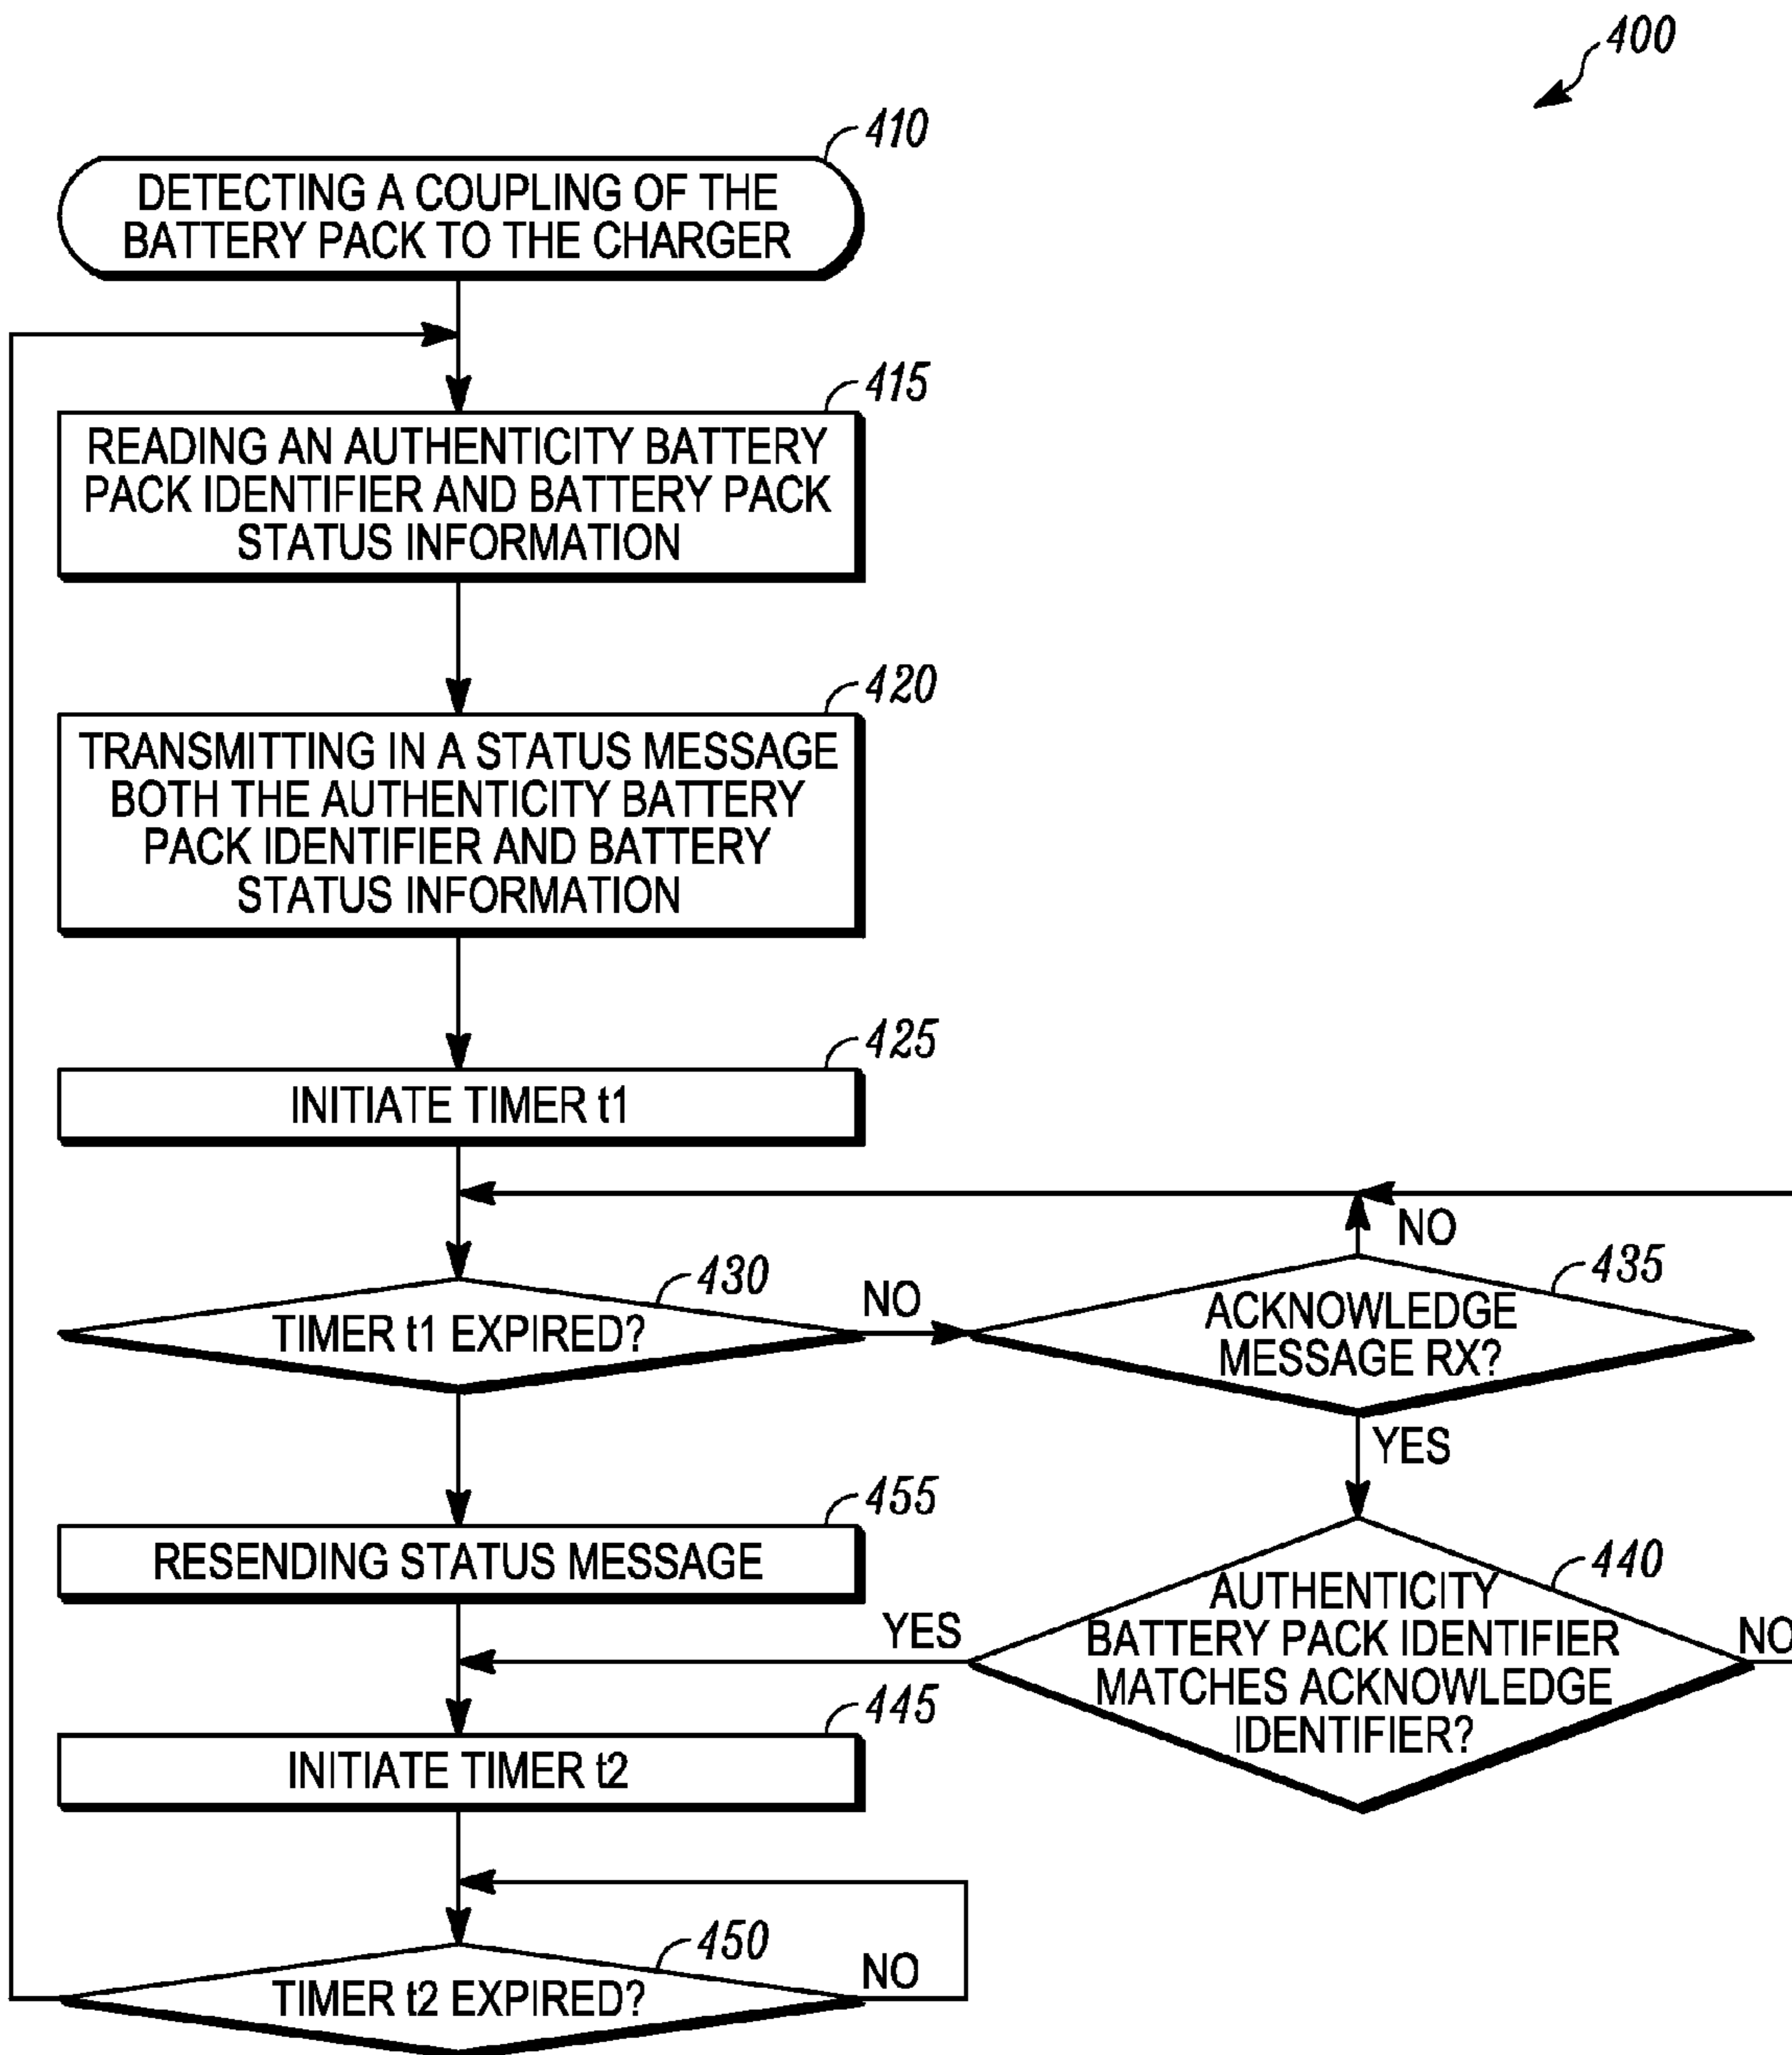 400
410
DETECTING A COUPLING OF THE
BATTERY PACK TO THE CHARGER
415
READING AN AUTHENTICITY BATTERY
PACK IDENTIFIER AND BATTERY PACK
STATUS INFORMATION
420
TRANSMITTING IN A STATUS MESSAGE
BOTH THE AUTHENTICITY BATTERY
PACK IDENTIFIER AND BATTERY
STATUS INFORMATION
425
INITIATE TIMER t1
430
TIMER t1 EXPIRED?
NO
NO
435
ACKNOWLEDGE
MESSAGE RX?
YES
455
RESENDING STATUS MESSAGE
440
AUTHENTICITY
BATTERY PACK IDENTIFIER
MATCHES ACKNOWLEDGE
IDENTIFIER?
YES
NO
445
INITIATE TIMER t2
450
TIMER t2 EXPIRED?
NO